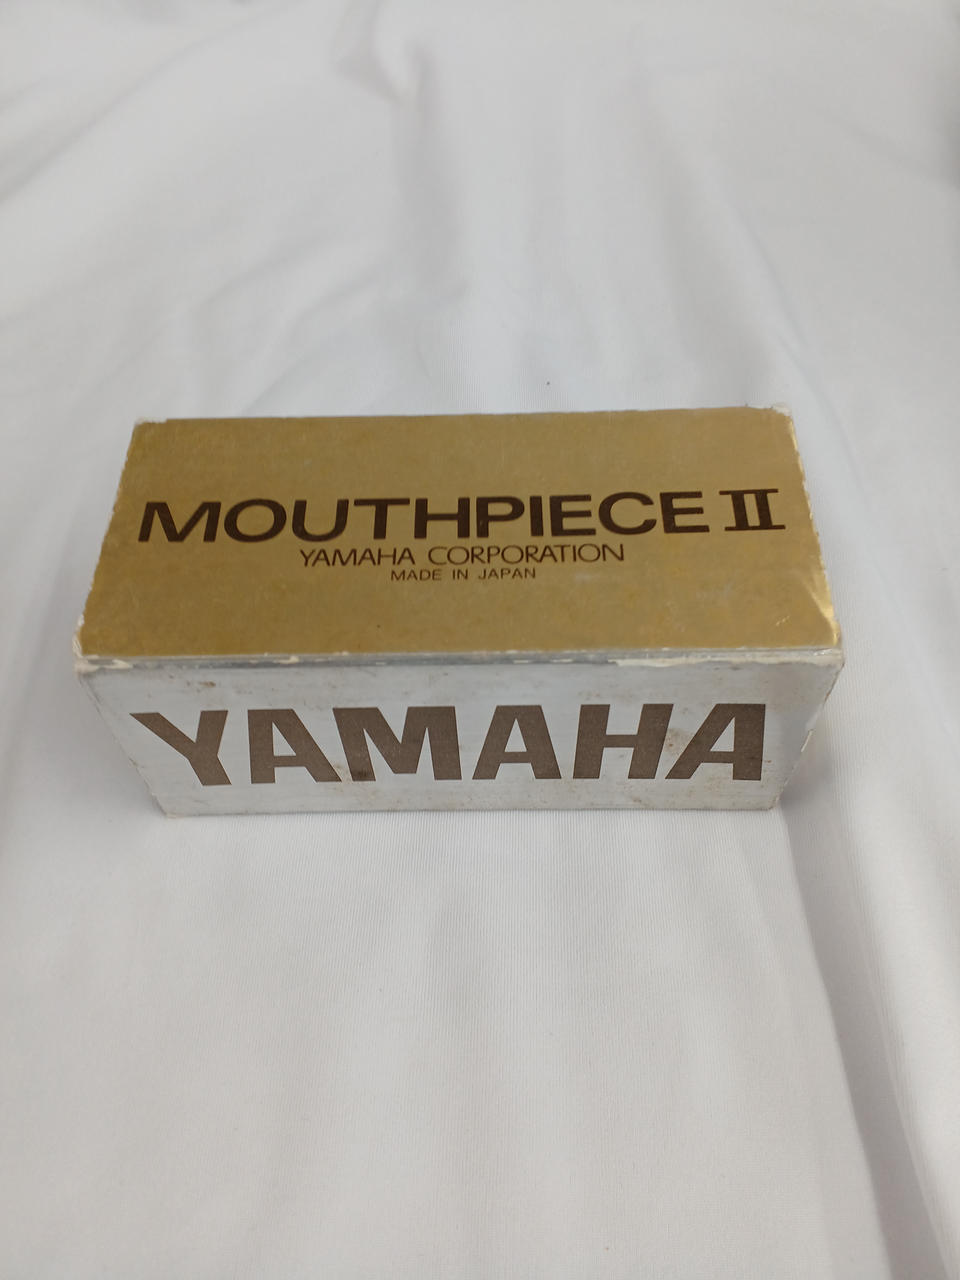 MOUTHPIECE II
YAMAHA CORPORATION
MADE IN JAPAN
YAMAHA